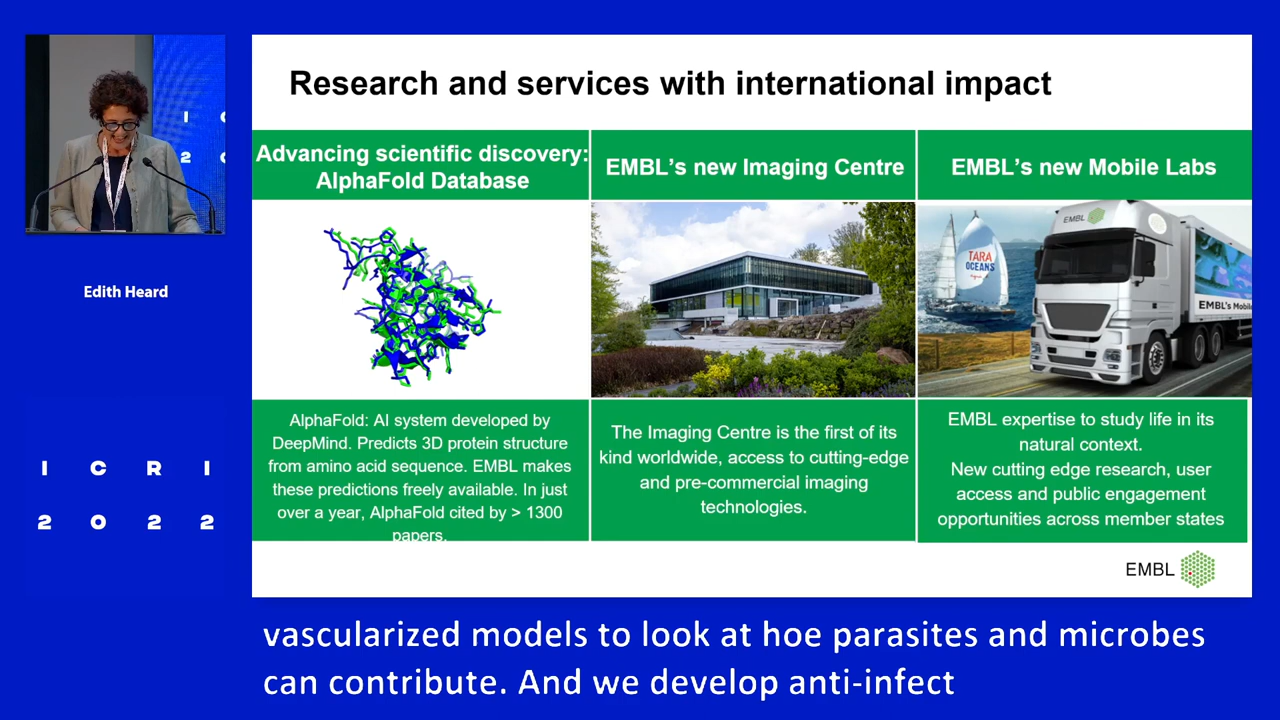 Research and services with international impact
Advancing scientific discovery:
AlphaFold Database
EMBL's new Imaging Centre
EMBL's new Mobile Labs
I
2
EMBL
TARA
OCEANS
AlphaFold: AI system developed by
DeepMind. Predicts 3D protein structure
from amino acid sequence. EMBL makes
these predictions freely available. In just
over a year, AlphaFold cited by > 1300
papers.
The Imaging Centre is the first of its
kind worldwide, access to cutting-edge
and pre-commercial imaging
technologies.
EMBL expertise to study life in its
natural context.
New cutting edge research, user
access and public engagement
opportunities across member states
EMBL
Edith Heard
I C R I
2 0 2 2
vascularized models to look at hoe parasites and microbes
can contribute. And we develop anti-infect